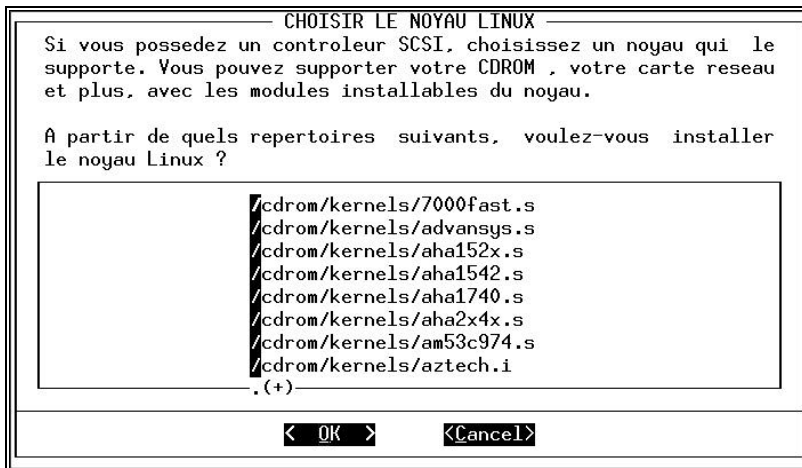 CHOISIR LE NOYAU LINUX
Si vous possedez un controleur SCSI, choisissez un noyau qui le
supporte. Vous pouvez supporter votre CDROM , votre carte reseau
et plus, avec les modules installables du noyau.
A partir de quels repertoires suivants, voulez-vous installer
le noyau Linux ?
/cdrom/kernels/7000fast.s
/cdrom/kernels/advansys.s
/cdrom/kernels/aha152x.s
/cdrom/kernels/aha1542.s
/cdrom/kernels/aha1740.s
/cdrom/kernels/aha2x4x.s
/cdrom/kernels/am53c974.s
/cdrom/kernels/aztech.i
.(+)
< OK > <Cancel>